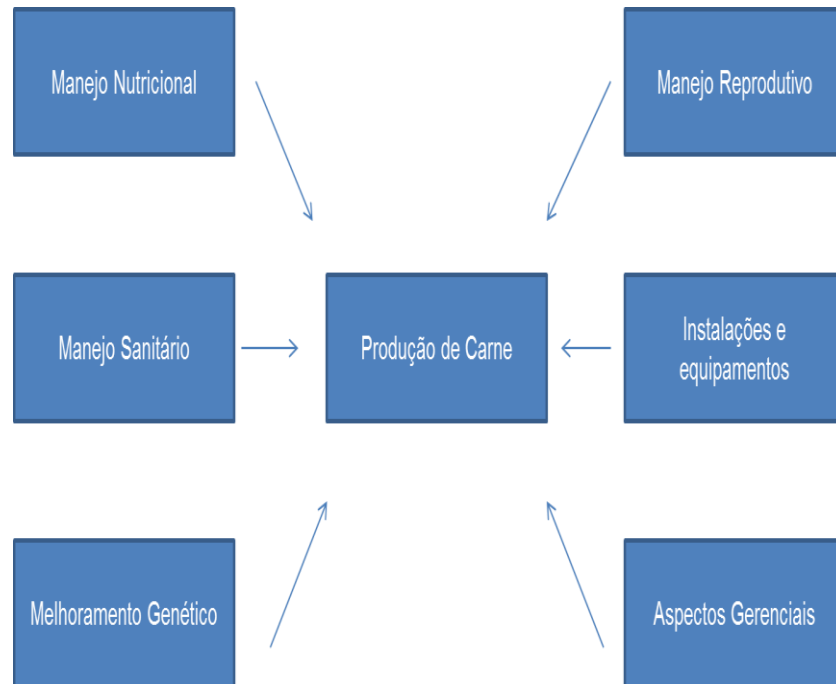 Manejo Nutricional
Manejo Reprodutivo
Manejo Sanitário
Produção de Carne
Instalações e
equipamentos
Melhoramento Genético
Aspectos Gerenciais